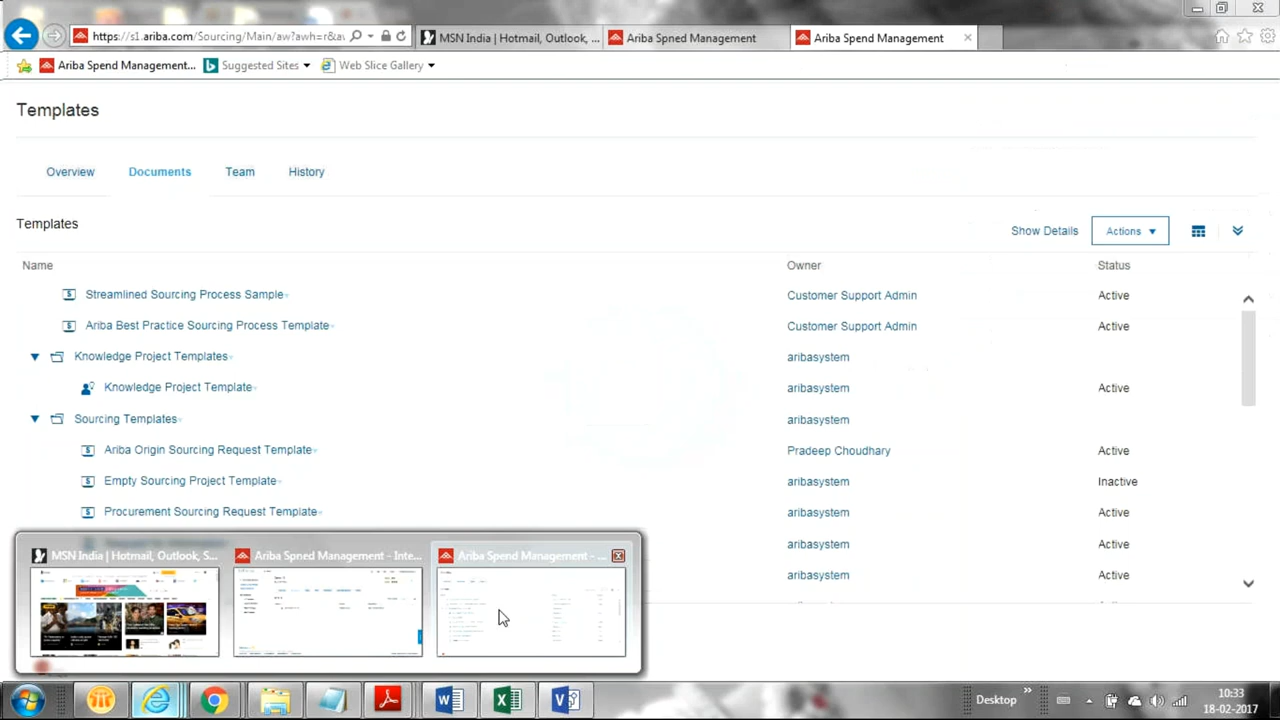 https://s1.ariba.com/Sourcing/Main/aw?awh=r&av
MSN India | Hotmail, Outlook, ...
Ariba Spned Management
Ariba Spend Management
Ariba Spend Management...
Suggested Sites
Web Slice Gallery
Templates
Overview
Documents
Team
History
Templates
Show Details
Actions
Name
Owner
Status
Streamlined Sourcing Process Sample
Customer Support Admin
Active
Ariba Best Practice Sourcing Process Template
Customer Support Admin
Active
Knowledge Project Templates
aribasystem
Knowledge Project Template
aribasystem
Active
Sourcing Templates
aribasystem
Ariba Origin Sourcing Request Template
Pradeep Choudhary
Active
Empty Sourcing Project Template
aribasystem
Inactive
Procurement Sourcing Request Template
aribasystem
Active
aribasystem
Active
aribasystem
Active
MSN India | Hotmail, Outlook, S...
Ariba Spned Management - Inte...
Ariba Spend Management - ...
Desktop
10:33
18-02-2017